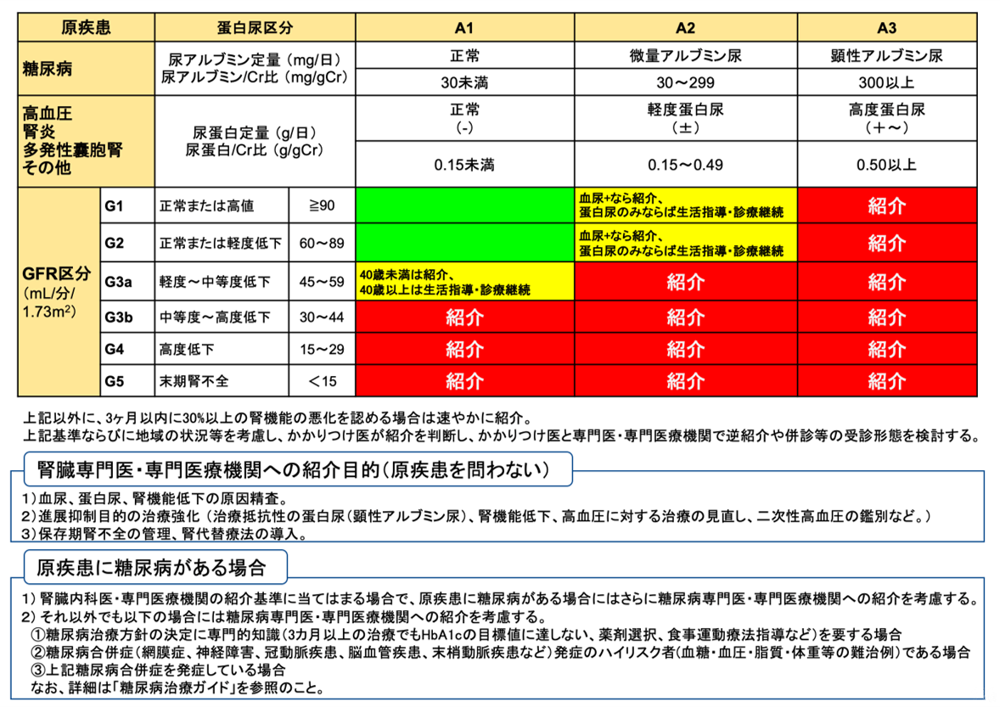 原疾患 蛋白尿区分 A1 A2 A3
糖尿病 尿アルブミン定量 (mg/日) 正常 微量アルブミン尿 顕性アルブミン尿
尿アルブミン/Cr比 (mg/gCr) 30未満 30～299 300以上
高血圧
腎炎
多発性嚢胞腎
その他
尿蛋白定量 (g/日)
尿蛋白/Cr比 (g/gCr)
正常 軽度蛋白尿 高度蛋白尿
(-) (±) (+～)
0.15未満 0.15～0.49 0.50以上
GFR区分
(mL/分/
1.73m²)
G1 正常または高値 ≧90
血尿+なら紹介、
蛋白尿のみならば生活指導・診療継続
紹介
G2 正常または軽度低下 60～89
血尿+なら紹介、
蛋白尿のみならば生活指導・診療継続
紹介
G3a 軽度～中等度低下 45～59
40歳未満は紹介、
40歳以上は生活指導・診療継続
紹介 紹介
G3b 中等度～高度低下 30～44 紹介 紹介 紹介
G4 高度低下 15～29 紹介 紹介 紹介
G5 末期腎不全 ＜15 紹介 紹介 紹介
上記以外に、3ヶ月以内に30%以上の腎機能の悪化を認める場合は速やかに紹介。
上記基準ならびに地域の状況等を考慮し、かかりつけ医が紹介を判断し、かかりつけ医と専門医・専門医療機関で逆紹介や併診等の受診形態を検討する。
腎臓専門医・専門医療機関への紹介目的(原疾患を問わない)
1)血尿、蛋白尿、腎機能低下の原因精査。
2)進展抑制目的の治療強化 (治療抵抗性の蛋白尿(顕性アルブミン尿)、腎機能低下、高血圧に対する治療の見直し、二次性高血圧の鑑別など。)
3)保存期腎不全の管理、腎代替療法の導入。
原疾患に糖尿病がある場合
1) 腎臓内科医・専門医療機関の紹介基準に当てはまる場合で、原疾患に糖尿病がある場合にはさらに糖尿病専門医・専門医療機関への紹介を考慮する。
2) それ以外でも以下の場合には糖尿病専門医・専門医療機関への紹介を考慮する。
①糖尿病治療方針の決定に専門的知識(3カ月以上の治療でもHbA1cの目標値に達しない、薬剤選択、食事運動療法指導など)を要する場合
②糖尿病合併症(網膜症、神経障害、冠動脈疾患、脳血管疾患、末梢動脈疾患など)発症のハイリスク者(血糖・血圧・脂質・体重等の難治例)である場合
③上記糖尿病合併症を発症している場合
なお、詳細は「糖尿病治療ガイド」を参照のこと。